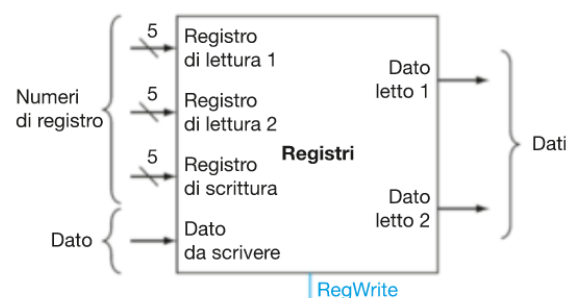 5
Registro
di lettura 1
5
Registro
di lettura 2
5
Registro
di scrittura
Dato
da scrivere
Numeri
di registro
Dato
Registri
Dato
letto 1
Dato
letto 2
Dati
RegWrite